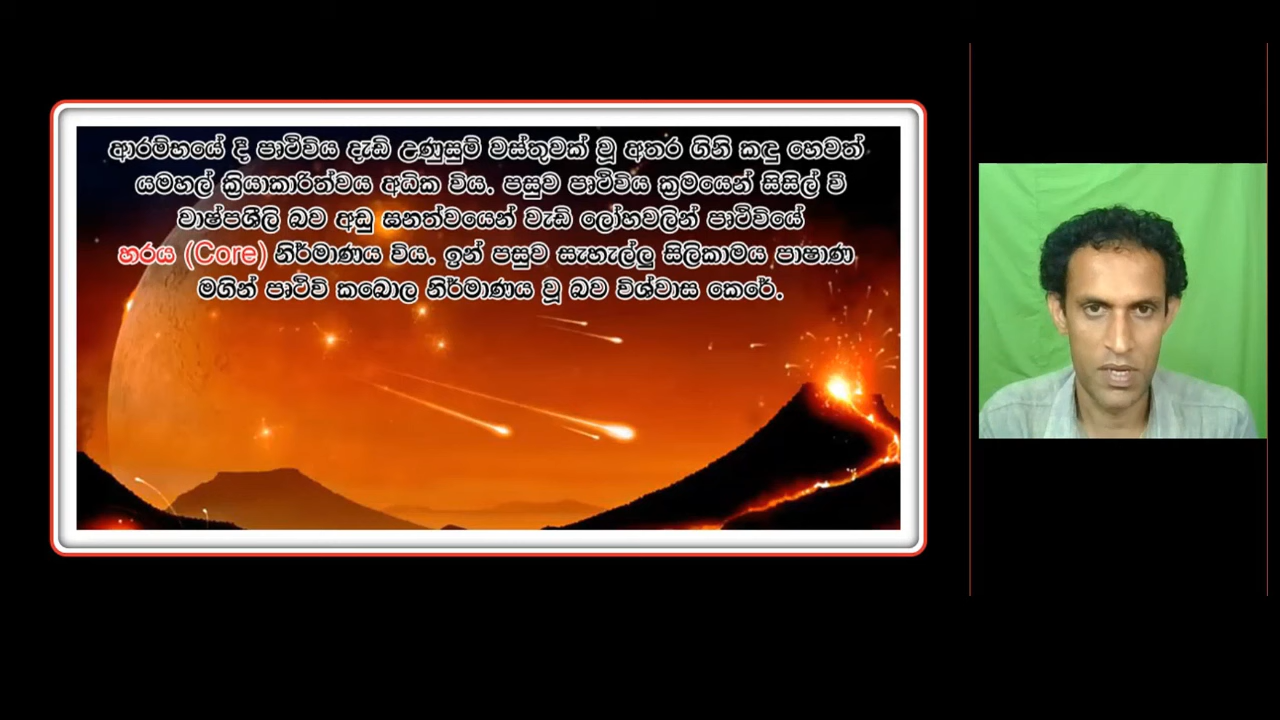 ආරම්භයේ දී පෘථිවිය දැඩි උණුසුම් වස්තුවක් වූ අතර ගිනි කඳු හෙවත්
යමහල් ක්‍රියාකාරිත්වය අධික විය. පසුව පෘථිවිය ක්‍රමයෙන් සිසිල් වී
වාෂ්පශීලි බව අඩු ඝනත්වයෙන් වැඩි ලෝහවලින් පෘථිවියේ
හරය (Core) නිර්මාණය විය. ඉන් පසුව සැහැල්ලු සිලිකාමය පාෂාණ
මගින් පෘථිවි කබොල නිර්මාණය වූ බව විශ්වාස කෙරේ.